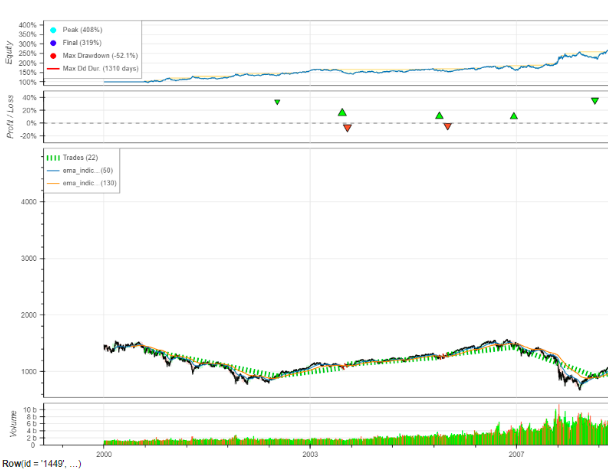 400%
350%
300%
250%
200%
150%
100%
Equity
Peak (408%)
Final (319%)
Max Drawdown (-52.1%)
Max Dd Dur. (1316 days)
40%
20%
0%
-20%
Profit / Loss
Trades (22)
ema_indic... (50)
ema_indic... (130)
4000
3000
2000
1000
10 b
8 b
6 b
4 b
2 b
0
Volume
2000
2003
2007
Row(id = '1449', ...)